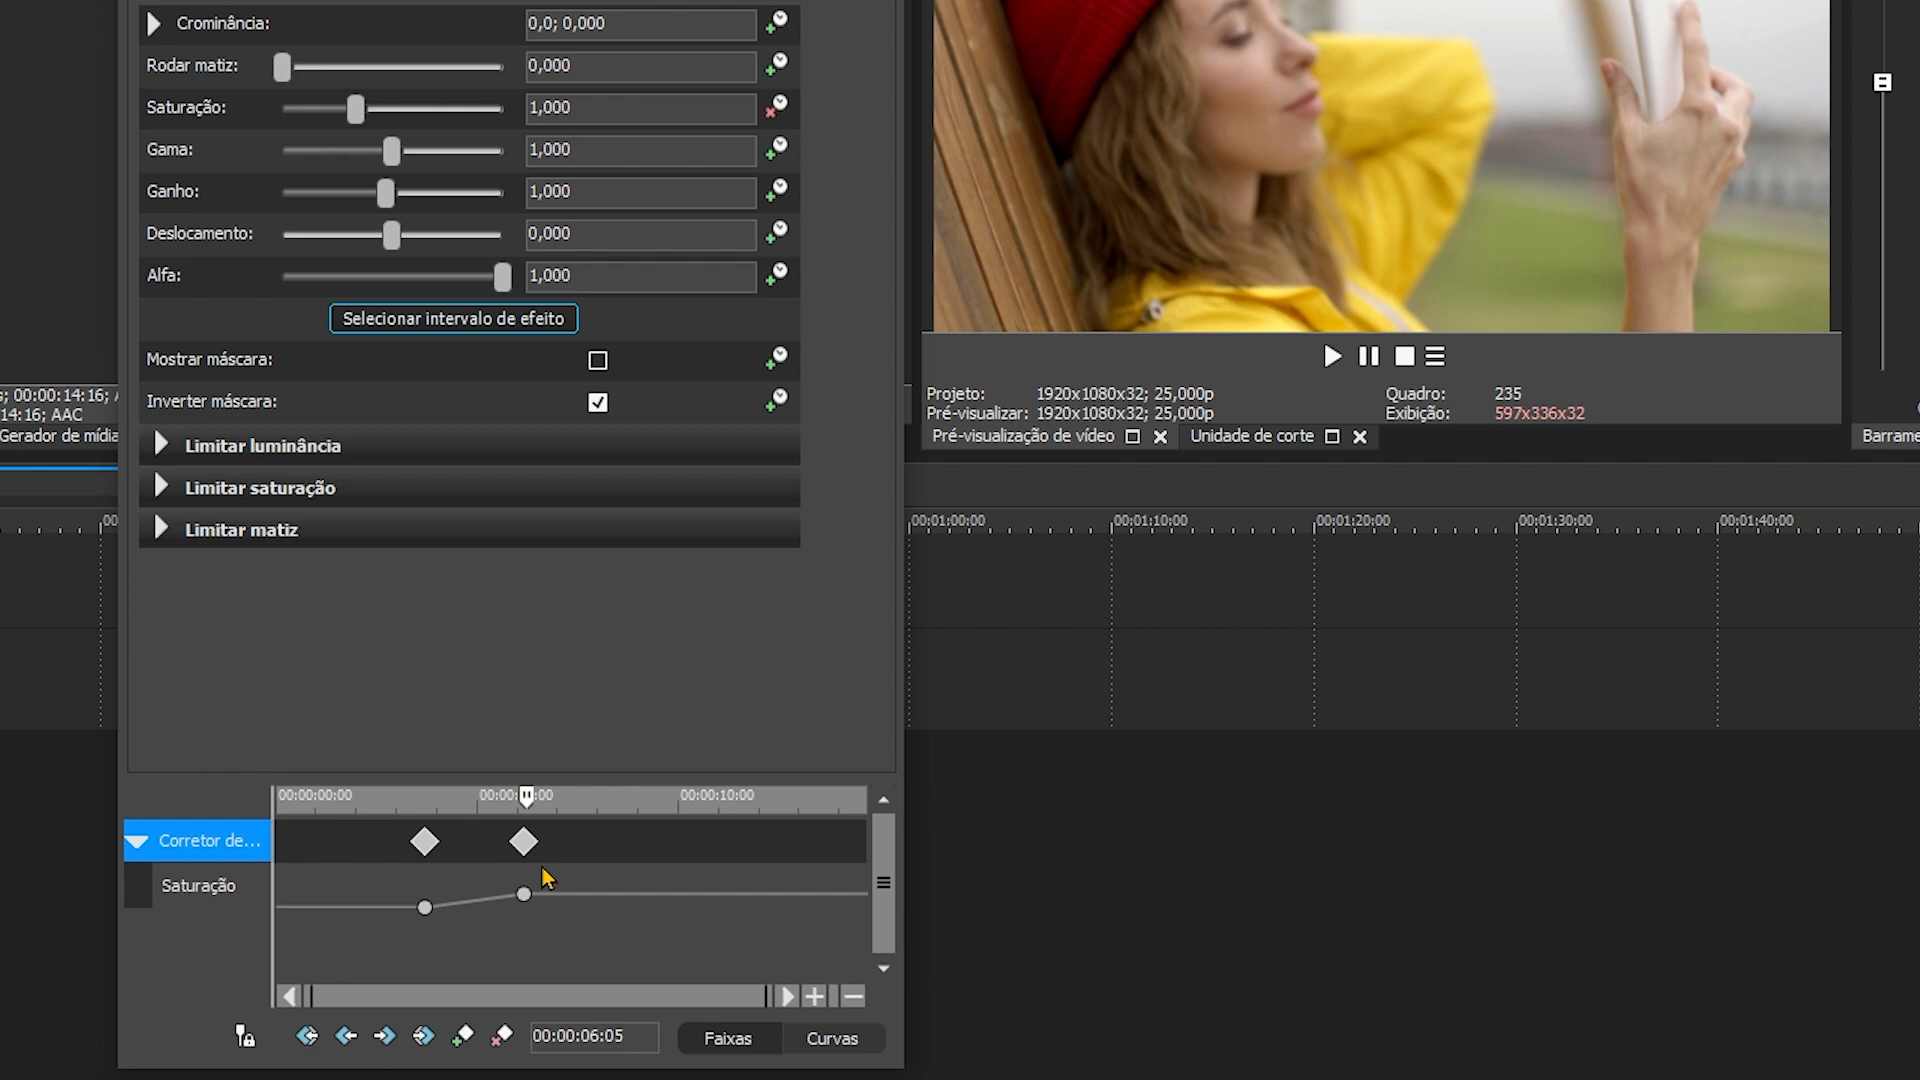 Crominância: 0,0; 0,000
Rodar matiz: 0,000
Saturação: 1,000
Gama: 1,000
Ganho: 1,000
Deslocamento: 0,000
Alfa: 1,000
Selecionar intervalo de efeito
Mostrar máscara:
Inverter máscara:
Limitar luminância
Limitar saturação
Limitar matiz
s; 00:00:14:16;
14:16; AAC
Gerador de mídia
Projeto: 1920x1080x32; 25,000p Quadro: 235
Pré-visualizar: 1920x1080x32; 25,000p Exibição: 597x336x32
Pré-visualização de vídeo Unidade de corte
Barrame
00 00:01:00:00 00:01:10:00 00:01:20:00 00:01:30:00 00:01:40:00
00:00:00:00 00:00: 00 00:00:10:00
Corretor de...
Saturação
00:00:06:05 Faixas Curvas